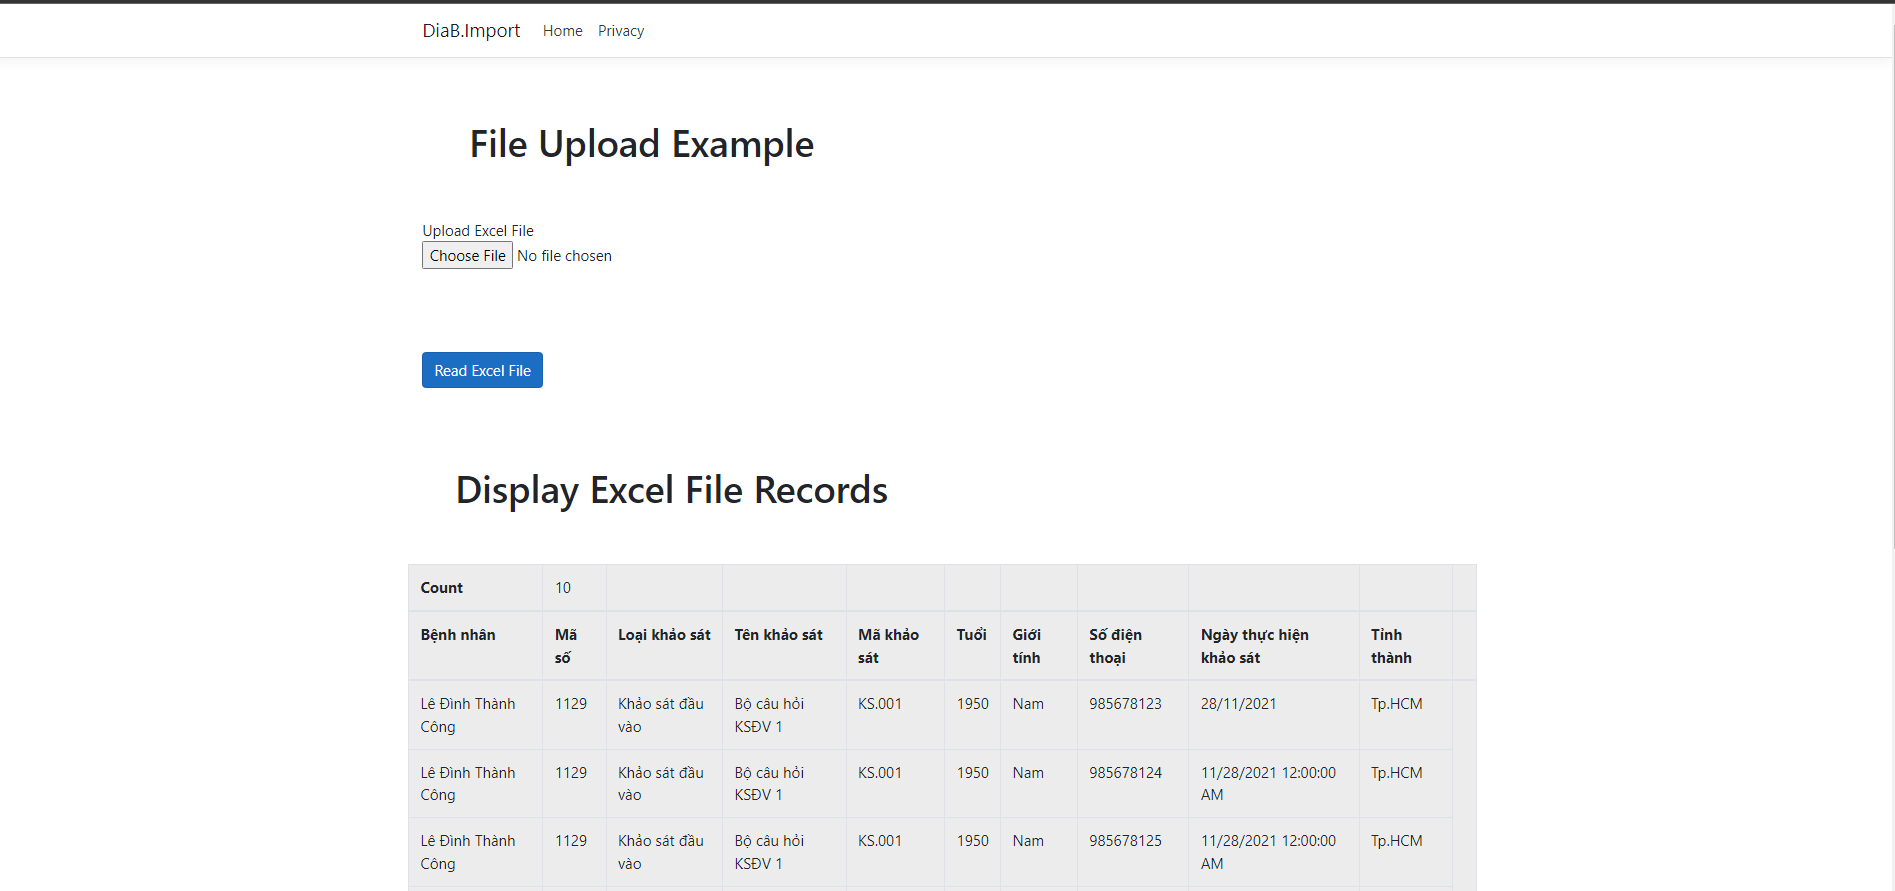 DiaB.Import Home Privacy
File Upload Example
Upload Excel File
Choose File No file chosen
Read Excel File
Display Excel File Records
Count 10
Bệnh nhân Mã số Loại khảo sát Tên khảo sát Mã khảo sát Tuổi Giới tính Số điện thoại Ngày thực hiện khảo sát Tỉnh thành
Lê Đình Thành Công 1129 Khảo sát đầu vào Bộ câu hỏi KSĐV 1 KS.001 1950 Nam 985678123 28/11/2021 Tp.HCM
Lê Đình Thành Công 1129 Khảo sát đầu vào Bộ câu hỏi KSĐV 1 KS.001 1950 Nam 985678124 11/28/2021 12:00:00 AM Tp.HCM
Lê Đình Thành Công 1129 Khảo sát đầu vào Bộ câu hỏi KSĐV 1 KS.001 1950 Nam 985678125 11/28/2021 12:00:00 AM Tp.HCM